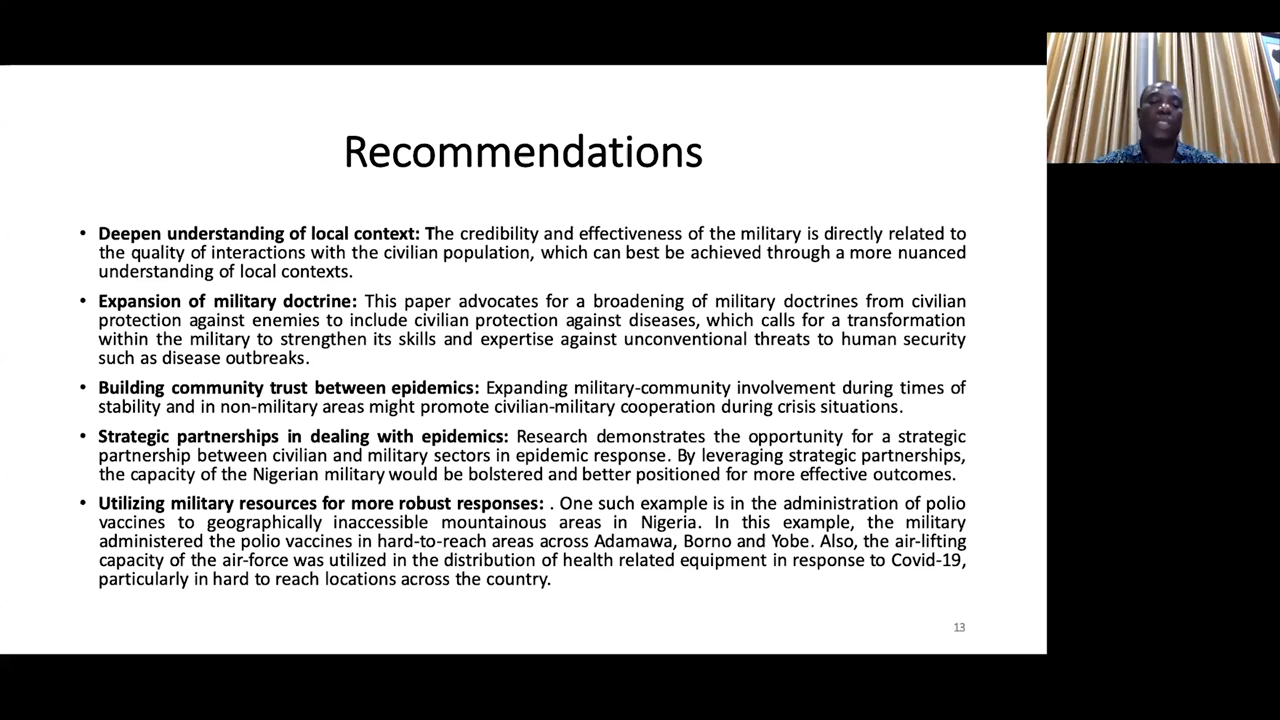 Recommendations
• Deepen understanding of local context: The credibility and effectiveness of the military is directly related to
the quality of interactions with the civilian population, which can best be achieved through a more nuanced
understanding of local contexts.
• Expansion of military doctrine: This paper advocates for a broadening of military doctrines from civilian
protection against enemies to include civilian protection against diseases, which calls for a transformation
within the military to strengthen its skills and expertise against unconventional threats to human security
such as disease outbreaks.
• Building community trust between epidemics: Expanding military-community involvement during times of
stability and in non-military areas might promote civilian-military cooperation during crisis situations.
• Strategic partnerships in dealing with epidemics: Research demonstrates the opportunity for a strategic
partnership between civilian and military sectors in epidemic response. By leveraging strategic partnerships,
the capacity of the Nigerian military would be bolstered and better positioned for more effective outcomes.
• Utilizing military resources for more robust responses: . One such example is in the administration of polio
vaccines to geographically inaccessible mountainous areas in Nigeria. In this example, the military
administered the polio vaccines in hard-to-reach areas across Adamawa, Borno and Yobe. Also, the air-lifting
capacity of the air-force was utilized in the distribution of health related equipment in response to Covid-19,
particularly in hard to reach locations across the country.
13